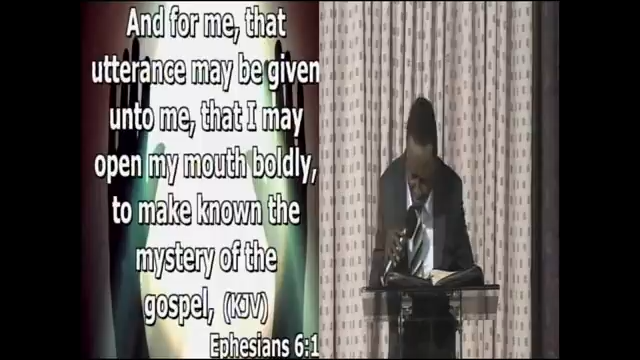 And for me, that
utterance may be given
unto me, that I may
open my mouth boldly,
to make known the
mystery of the
gospel, (KJV)
Ephesians 6:1